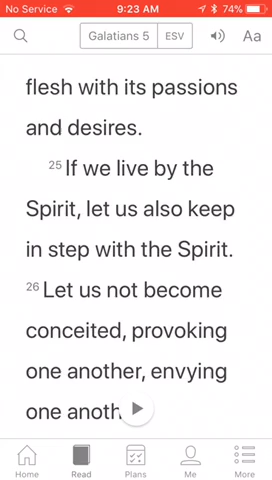 No Service 9:23 AM 74%
Galatians 5 ESV Aa
flesh with its passions
and desires.
25 If we live by the
Spirit, let us also keep
in step with the Spirit.
26 Let us not become
conceited, provoking
one another, envying
one anoth
Home Read Plans Me More